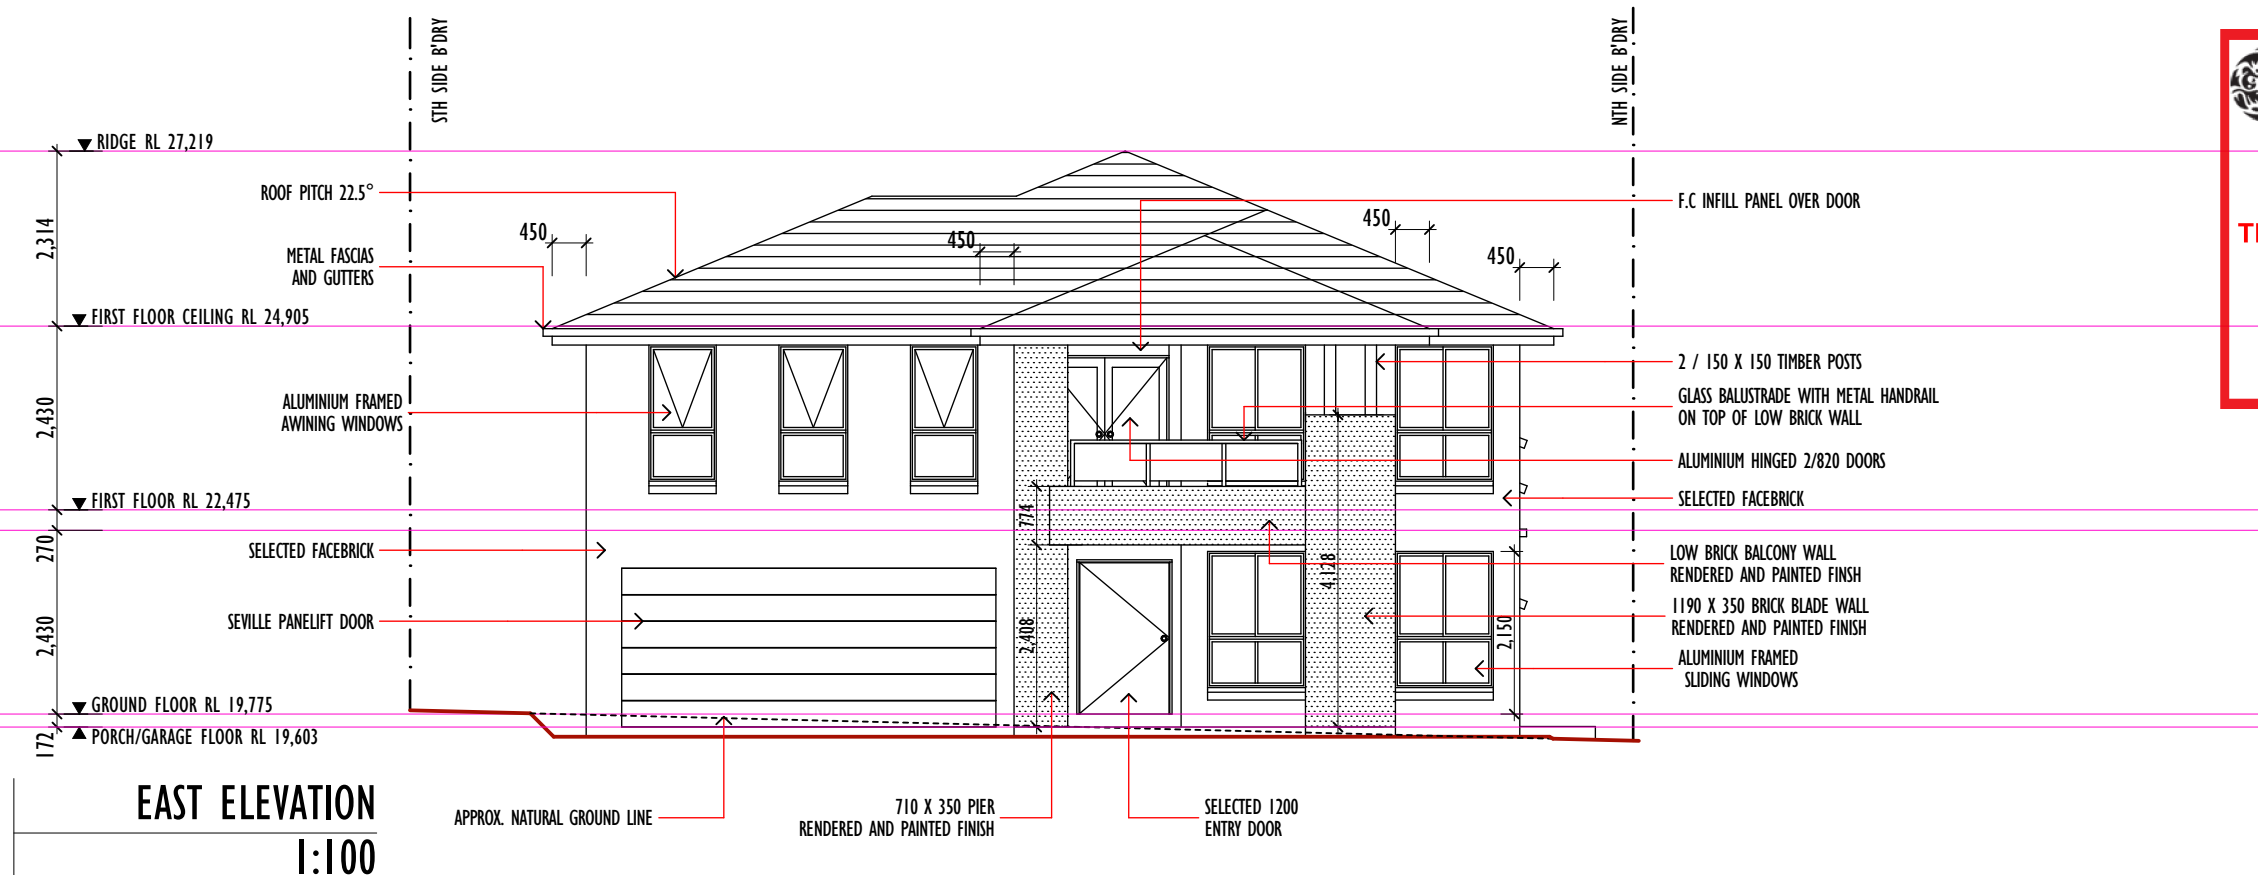 STH SIDE B'DRY
NTH SIDE B'DRY
RIDGE RL 27,219
ROOF PITCH 22.5°
METAL FASCIAS
AND GUTTERS
FIRST FLOOR CEILING RL 24,905
ALUMINIUM FRAMED
AWINING WINDOWS
FIRST FLOOR RL 22,475
SELECTED FACEBRICK
SEVILLE PANELIFT DOOR
GROUND FLOOR RL 19,775
PORCH/GARAGE FLOOR RL 19,603
2,314
2,430
270
2,430
172
450
450
450
450
774
2,408
4,128
2,150
F.C INFILL PANEL OVER DOOR
2 / 150 X 150 TIMBER POSTS
GLASS BALUSTRADE WITH METAL HANDRAIL
ON TOP OF LOW BRICK WALL
ALUMINIUM HINGED 2/820 DOORS
SELECTED FACEBRICK
LOW BRICK BALCONY WALL
RENDERED AND PAINTED FINSH
1190 X 350 BRICK BLADE WALL
RENDERED AND PAINTED FINISH
ALUMINIUM FRAMED
SLIDING WINDOWS
APPROX. NATURAL GROUND LINE
710 X 350 PIER
RENDERED AND PAINTED FINISH
SELECTED 1200
ENTRY DOOR
EAST ELEVATION
1:100